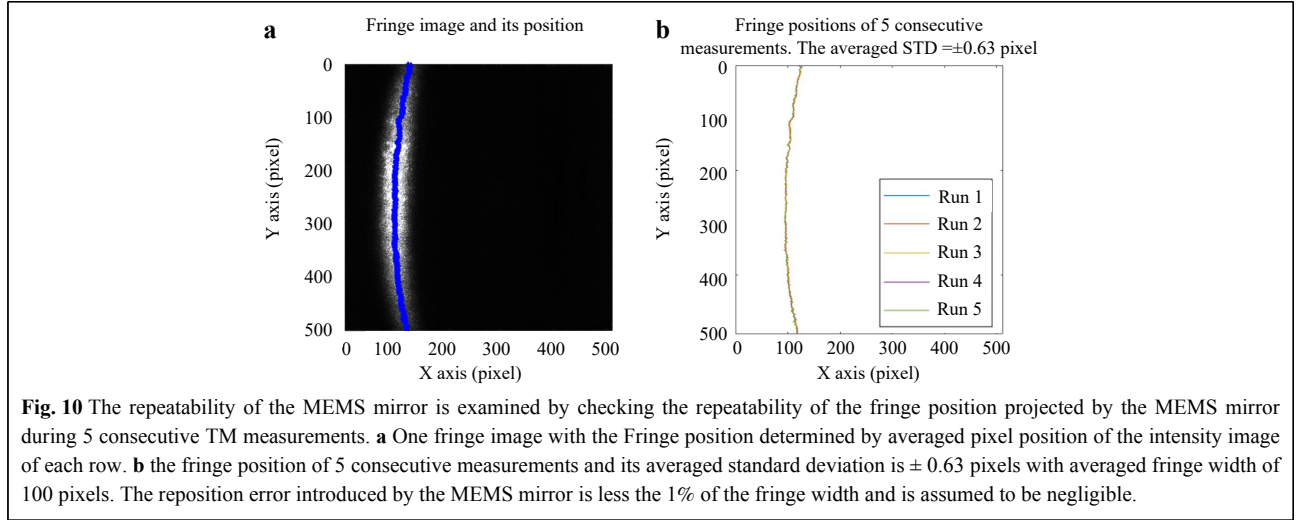 a
Fringe image and its position
0
100
200
300
400
500
Y axis (pixel)
0 100 200 300 400 500
X axis (pixel)
b
Fringe positions of 5 consecutive
measurements. The averaged STD =±0.63 pixel
0
100
200
300
400
500
Y axis (pixel)
Run 1
Run 2
Run 3
Run 4
Run 5
0 100 200 300 400 500
X axis (pixel)
Fig. 10 The repeatability of the MEMS mirror is examined by checking the repeatability of the fringe position projected by the MEMS mirror
during 5 consecutive TM measurements. a One fringe image with the Fringe position determined by averaged pixel position of the intensity image
of each row. b the fringe position of 5 consecutive measurements and its averaged standard deviation is ± 0.63 pixels with averaged fringe width of
100 pixels. The reposition error introduced by the MEMS mirror is less the 1% of the fringe width and is assumed to be negligible.